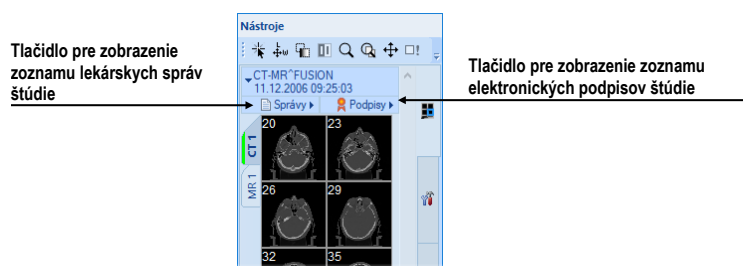 Nástroje
Tlačidlo pre zobrazenie
zoznamu lekárskych správ
štúdie
CT-MR^FUSION
11.12.2006 09:25:03
Správy
Podpisy
Tlačidlo pre zobrazenie zoznamu
elektronických podpisov štúdie
CT 1
MR 1
20
23
26
29
32
35